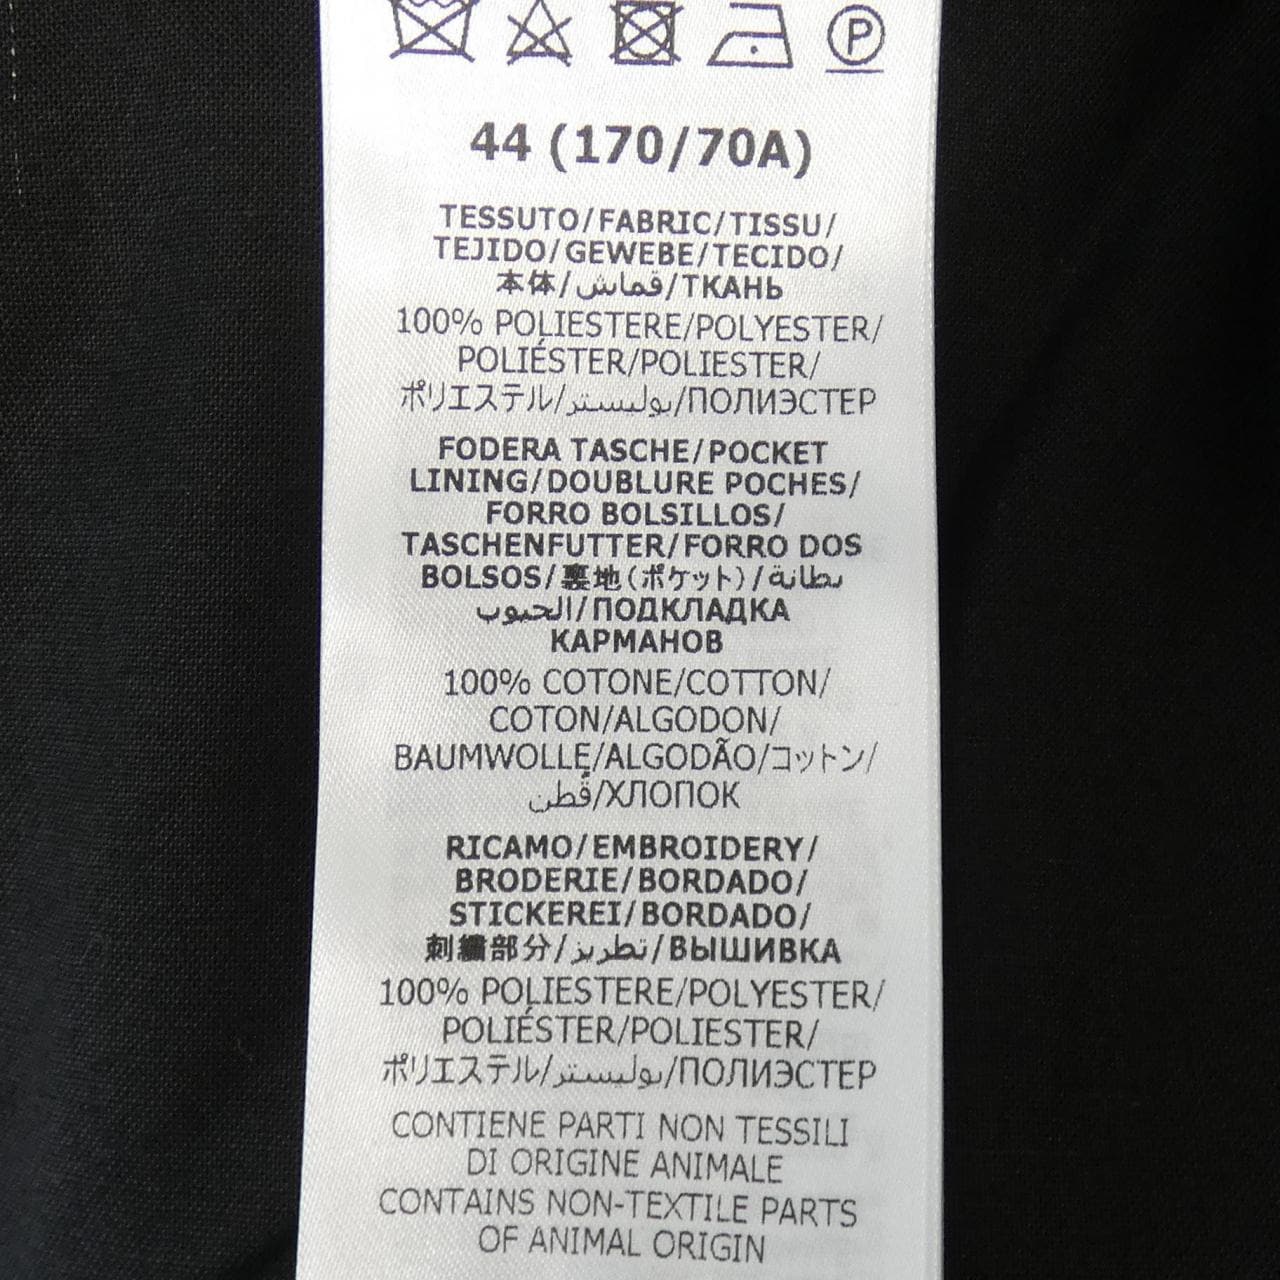 44 (170/70A)
TESSUTO/FABRIC/TISSU/
TEJIDO/GEWEBE/TECIDO/
本体/قماش/ТКАНЬ
100% POLIESTERE/POLYESTER/
POLIÉSTER/POLIESTER/
ポリエステル/بوليستر/ПОЛИЭСТЕР
FODERA TASCHE/POCKET
LINING/DOUBLURE POCHES/
FORRO BOLSILLOS/
TASCHENFUTTER/FORRO DOS
BOLSOS/裏地(ポケット)/بطانة
الجيوب/ПОДКЛАДКА
КАРМАНОВ
100% COTONE/COTTON/
COTON/ALGODON/
BAUMWOLLE/ALGODÃO/コットン/
قُطن/ХЛОПОК
RICAMO/EMBROIDERY/
BRODERIE/BORDADO/
STICKEREI/BORDADO/
刺繍部分/تطريز/ВЫШИВКА
100% POLIESTERE/POLYESTER/
POLIÉSTER/POLIESTER/
ポリエステル/بوليستر/ПОЛИЭСТЕР
CONTIENE PARTI NON TESSILI
DI ORIGINE ANIMALE
CONTAINS NON-TEXTILE PARTS
OF ANIMAL ORIGIN